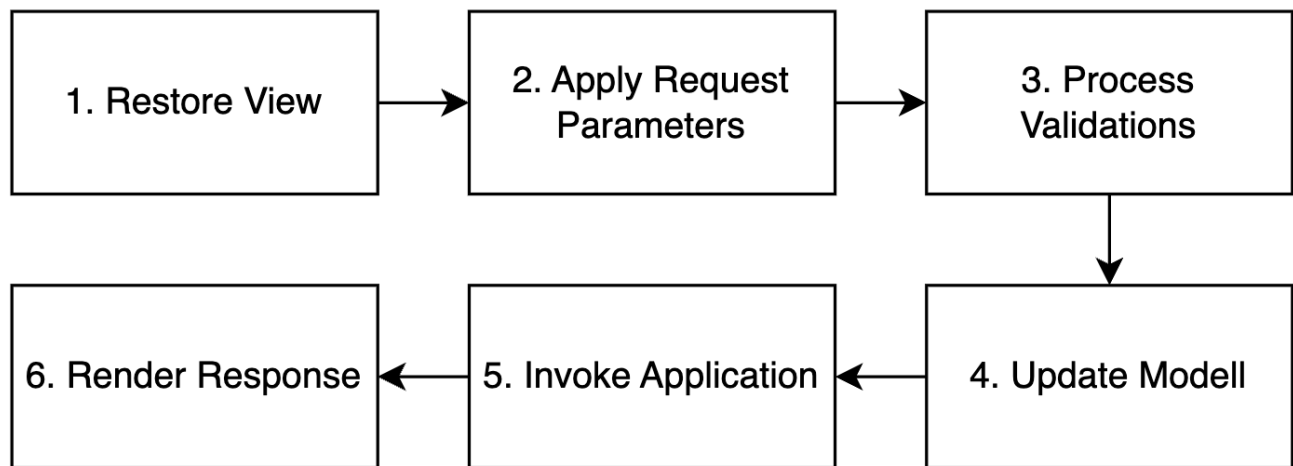 1. Restore View
2. Apply Request
Parameters
3. Process
Validations
4. Update Modell
5. Invoke Application
6. Render Response